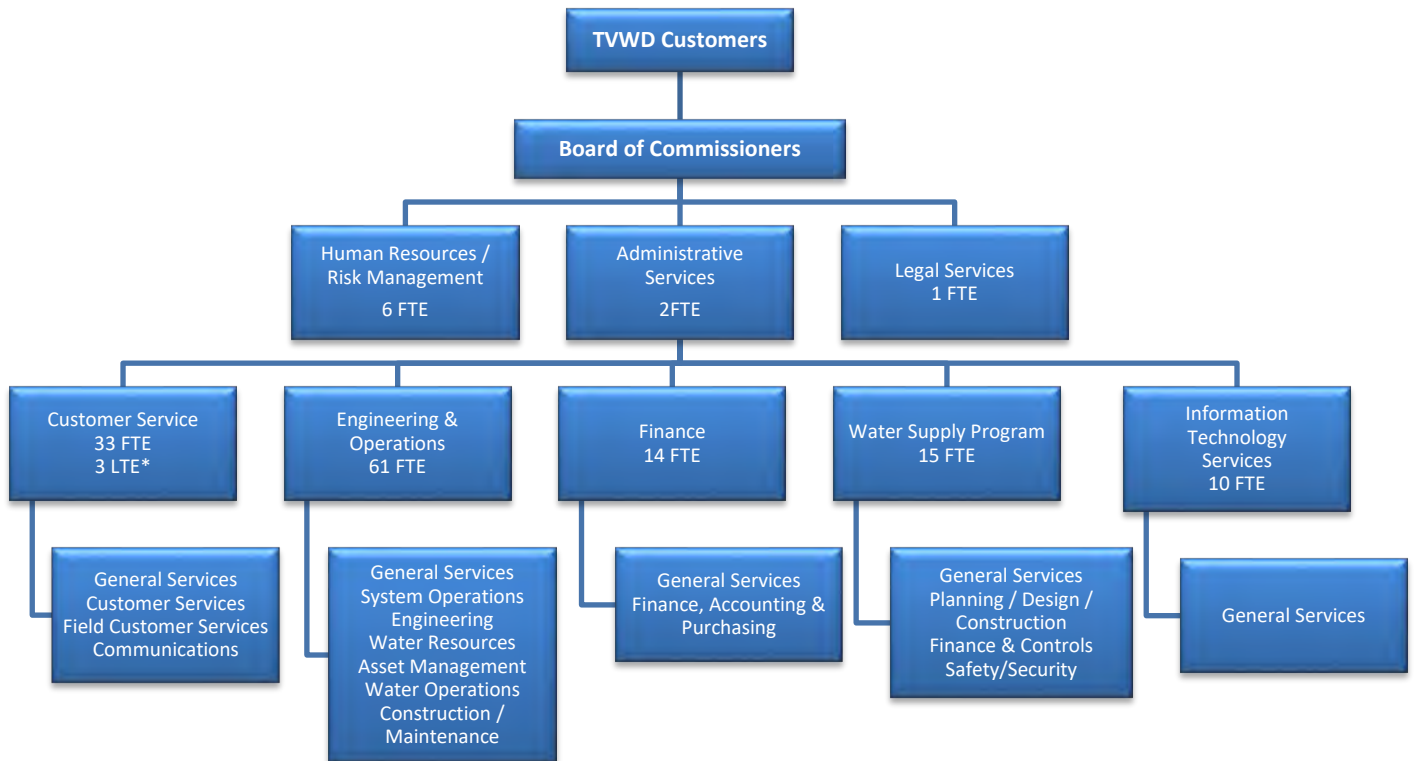 TVWD Customers
Board of Commissioners
Human Resources /
Risk Management
6 FTE
Administrative
Services
2FTE
Legal Services
1 FTE
Customer Service
33 FTE
3 LTE*
Engineering &
Operations
61 FTE
Finance
14 FTE
Water Supply Program
15 FTE
Information
Technology
Services
10 FTE
General Services
Customer Services
Field Customer Services
Communications
General Services
System Operations
Engineering
Water Resources
Asset Management
Water Operations
Construction /
Maintenance
General Services
Finance, Accounting &
Purchasing
General Services
Planning / Design /
Construction
Finance & Controls
Safety/Security
General Services